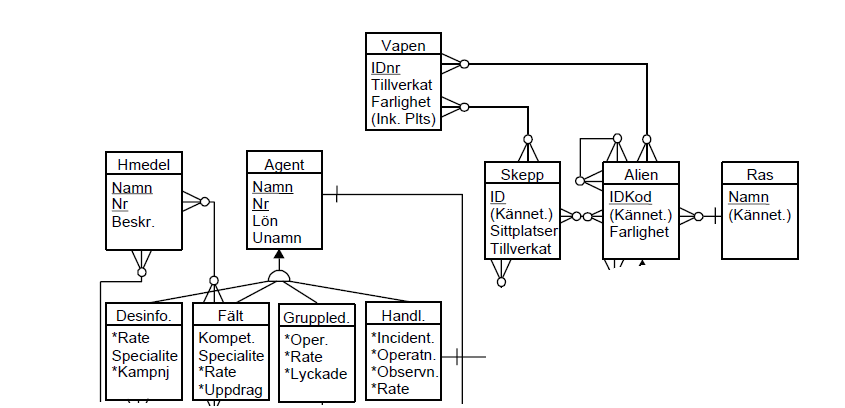 Vapen
IDnr
Tillverkat
Farlighet
(Ink. Plts)
Hmedel
Namn
Nr
Beskr.
Agent
Namn
Nr
Lön
Unamn
Skepp
ID
(Kännet.)
Sittplatser
Tillverkat
Alien
IDKod
(Kännet.)
Farlighet
Ras
Namn
(Kännet.)
Desinfo.
*Rate
Specialite
*Kampnj
Fält
Kompet.
Specialite
*Rate
*Uppdrag
Gruppled.
*Oper.
*Rate
*Lyckade
Handl.
*Incident.
*Operatn.
*Observn.
*Rate